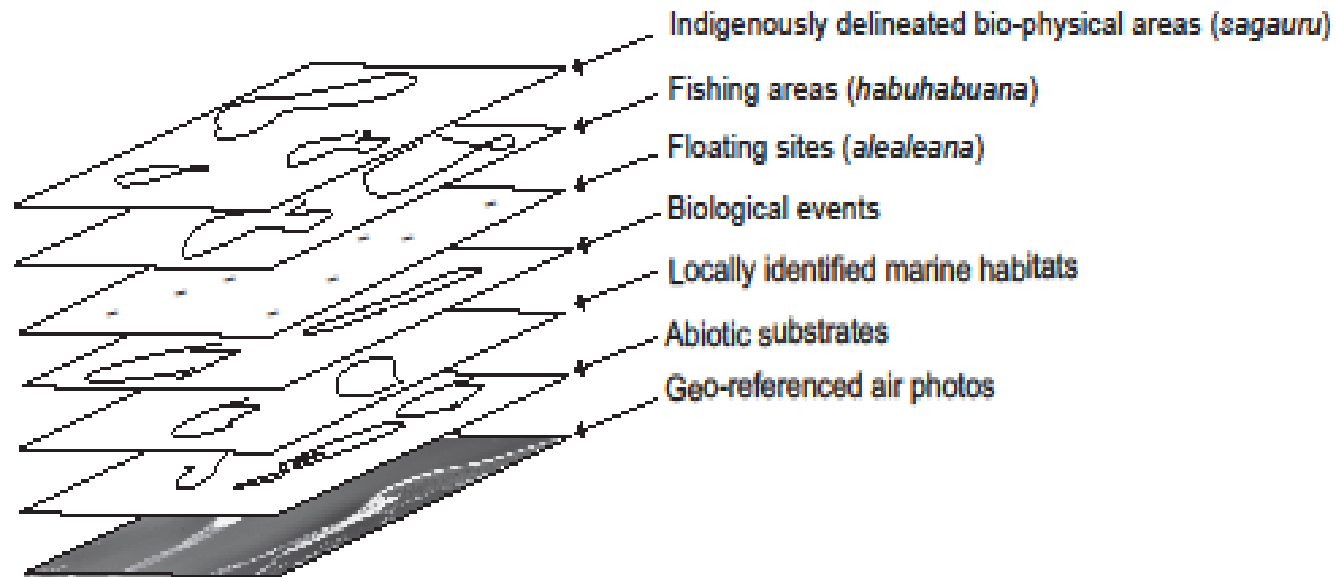 Indigenously delineated bio-physical areas (sagauru)
Fishing areas (habuhabuana)
Floating sites (alealeana)
Biological events
Locally identified marine habitats
Abiotic substrates
Geo-referenced air photos